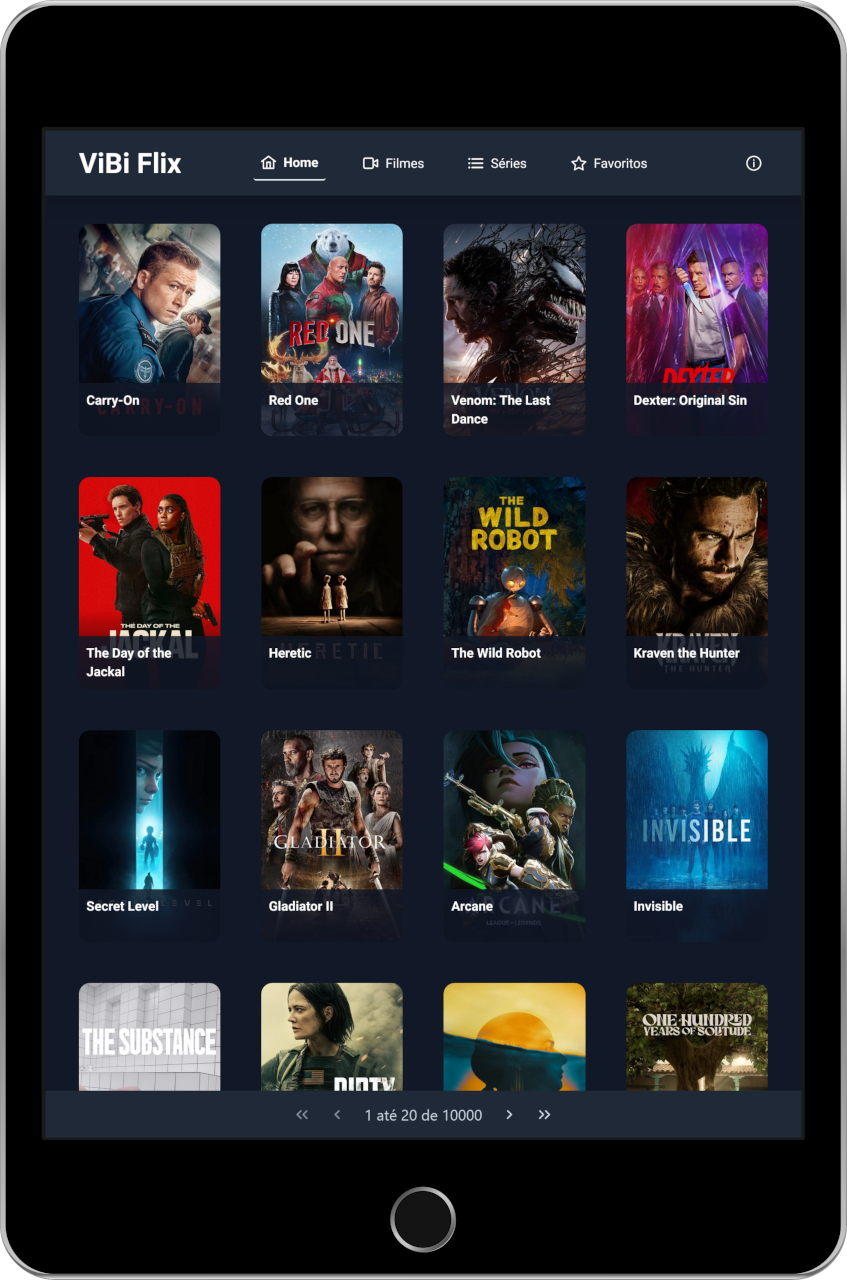 ViBi Flix
Home
Filmes
Séries
Favoritos
RED ONE
DEXTER
Carry-On
CARRY-ON
Red One
Venom: The Last
Dance
Dexter: Original Sin
THE DAY OF THE
JACKAL
THE
WILD
ROBOT
KRAVEN
THE HUNTER
The Day of the
Jackal
Heretic
HERETIC
The Wild Robot
Kraven the Hunter
GLADIATOR
II
INVISIBLE
Secret Level
LEVEL
Gladiator II
Arcane
ARCANE
LEAGUE OF LEGENDS
Invisible
THE SUBSTANCE
DIRTY
ONE HUNDRED
YEARS OF SOLITUDE
1 até 20 de 10000